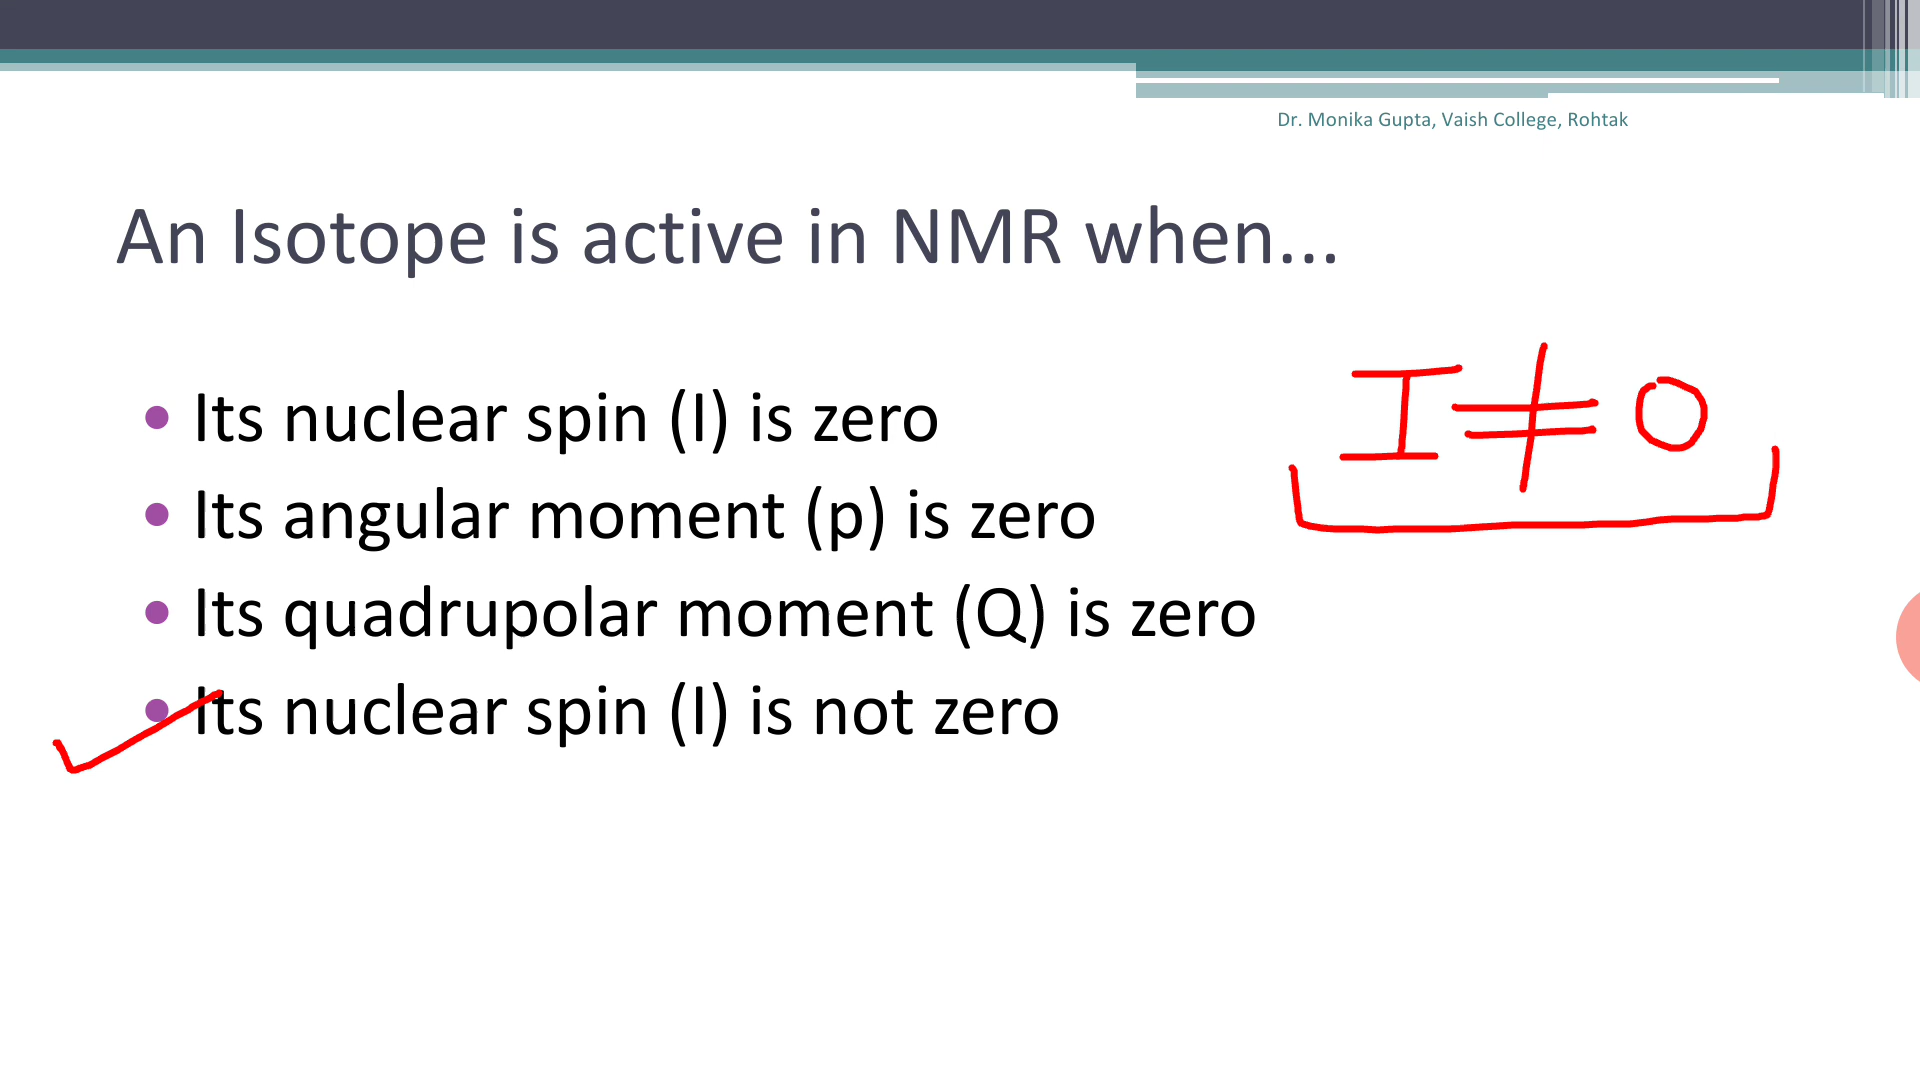 Dr. Monika Gupta, Vaish College, Rohtak
An Isotope is active in NMR when...
• Its nuclear spin (I) is zero
I ≠ 0
• Its angular moment (p) is zero
• Its quadrupolar moment (Q) is zero
• Its nuclear spin (I) is not zero